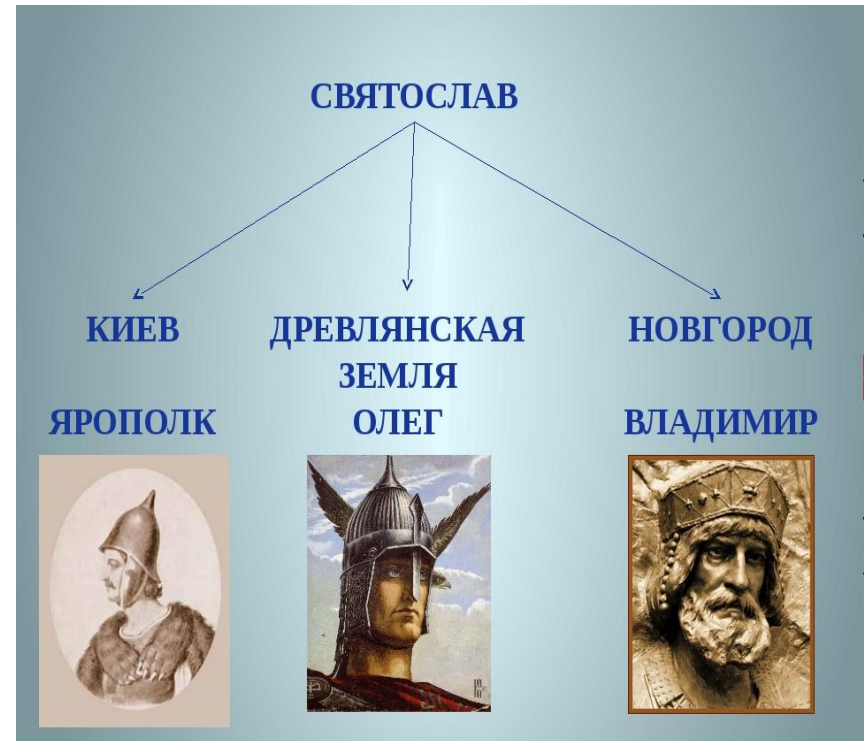 СВЯТОСЛАВ
КИЕВ
ДРЕВЛЯНСКАЯ
ЗЕМЛЯ
НОВГОРОД
ЯРОПОЛК
ОЛЕГ
ВЛАДИМИР